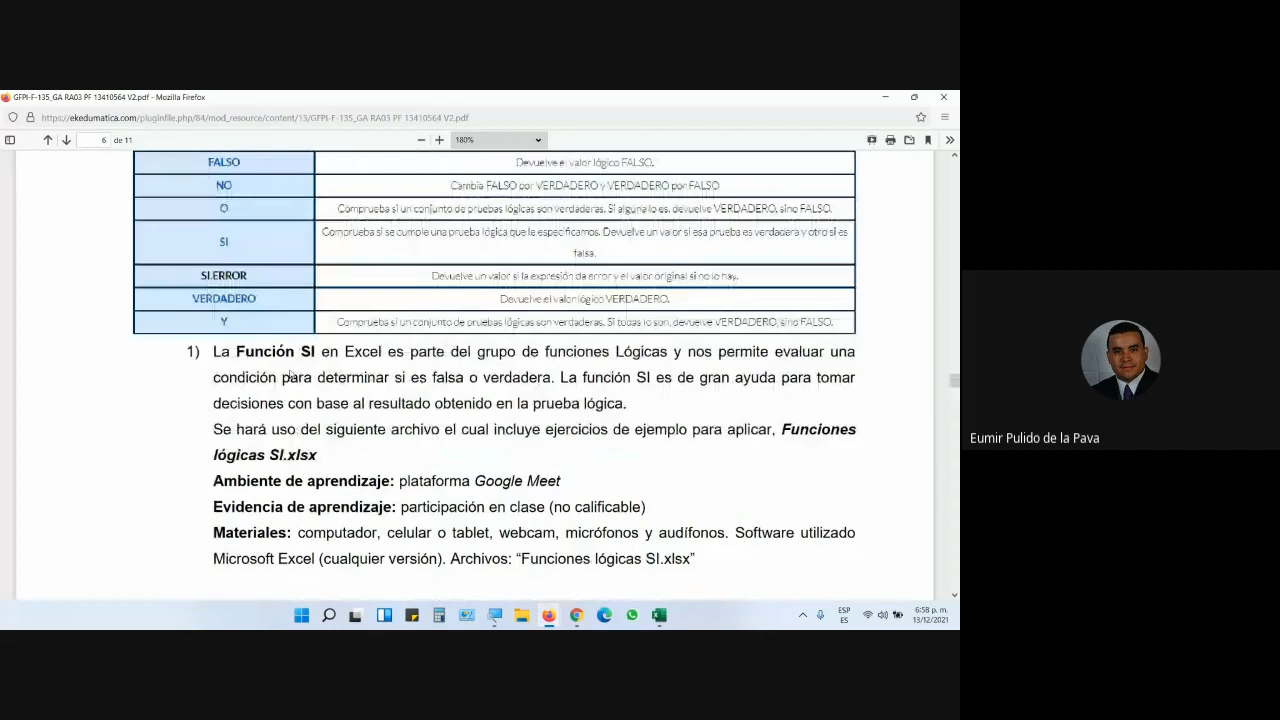 GFPI-F-135_GA RA03 PF 13410564 V2.pdf - Mozilla Firefox
https://ekedumatica.com/pluginfile.php/84/mod_resource/content/13/GFPI-F-135_GA RA03 PF 13410564 V2.pdf
6 de 11
180%
FALSO Devuelve el valor lógico FALSO.
NO Cambia FALSO por VERDADERO y VERDADERO por FALSO
O Comprueba si un conjunto de pruebas lógicas son verdaderas. Si alguna lo es, devuelve VERDADERO, sino FALSO.
SI Comprueba si se cumple una prueba lógica que le especificamos. Devuelve un valor si esa prueba es verdadera y otro si es
falsa.
SI.ERROR Devuelve un valor si la expresión da error y el valor original si no lo hay.
VERDADERO Devuelve el valor lógico VERDADERO.
Y Comprueba si un conjunto de pruebas lógicas son verdaderas. Si todas lo son, devuelve VERDADERO, sino FALSO.
1) La Función SI en Excel es parte del grupo de funciones Lógicas y nos permite evaluar una
condición para determinar si es falsa o verdadera. La función SI es de gran ayuda para tomar
decisiones con base al resultado obtenido en la prueba lógica.
Se hará uso del siguiente archivo el cual incluye ejercicios de ejemplo para aplicar, Funciones
lógicas SI.xlsx
Ambiente de aprendizaje: plataforma Google Meet
Evidencia de aprendizaje: participación en clase (no calificable)
Materiales: computador, celular o tablet, webcam, micrófonos y audífonos. Software utilizado
Microsoft Excel (cualquier versión). Archivos: “Funciones lógicas SI.xlsx”
Eumir Pulido de la Pava
ESP
ES
6:58 p. m.
13/12/2021